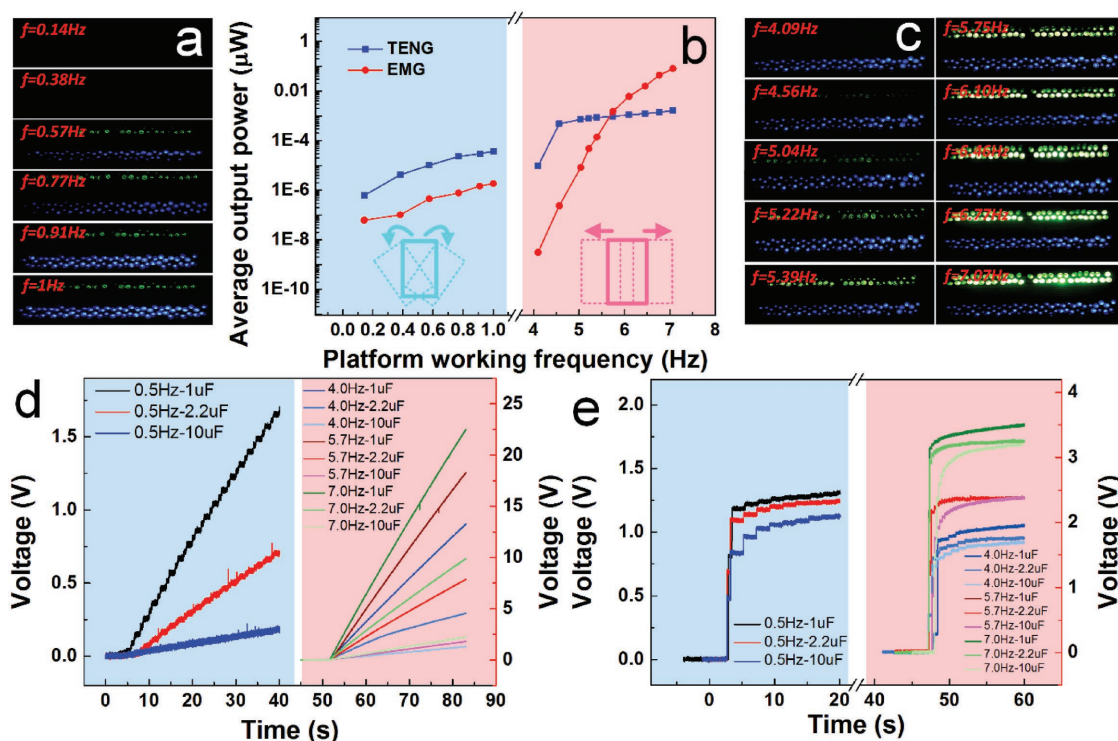 a
f=0.14Hz
f=0.38Hz
f=0.57Hz
f=0.77Hz
f=0.91Hz
f=1Hz
b
Average output power (μW)
1
0.01
1E-4
1E-6
1E-8
1E-10
TENG
EMG
0.0 0.2 0.4 0.6 0.8 1.0 4 5 6 7 8
Platform working frequency (Hz)
c
f=4.09Hz
f=4.56Hz
f=5.04Hz
f=5.22Hz
f=5.39Hz
f=5.75Hz
f=6.10Hz
f=6.46Hz
f=6.77Hz
f=7.07Hz
d
Voltage (V)
1.5
1.0
0.5
0.0
0.5Hz-1uF
0.5Hz-2.2uF
0.5Hz-10uF
4.0Hz-1uF
4.0Hz-2.2uF
4.0Hz-10uF
5.7Hz-1uF
5.7Hz-2.2uF
5.7Hz-10uF
7.0Hz-1uF
7.0Hz-2.2uF
7.0Hz-10uF
25
20
15
10
5
0
Voltage (V)
0 10 20 30 40 50 60 70 80 90
Time (s)
e
Voltage (V)
2.0
1.5
1.0
0.5
0.0
0.5Hz-1uF
0.5Hz-2.2uF
0.5Hz-10uF
4.0Hz-1uF
4.0Hz-2.2uF
4.0Hz-10uF
5.7Hz-1uF
5.7Hz-2.2uF
5.7Hz-10uF
7.0Hz-1uF
7.0Hz-2.2uF
7.0Hz-10uF
4
3
2
1
0
Voltage (V)
0 10 20 40 50 60
Time (s)